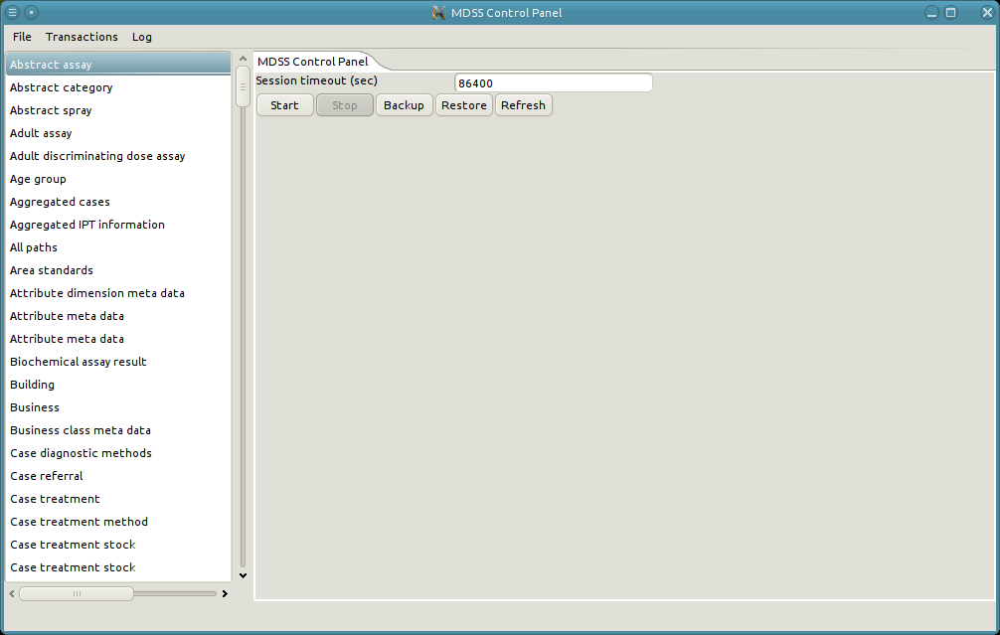 MDSS Control Panel
File Transactions Log
Abstract assay
Abstract category
Abstract spray
Adult assay
Adult discriminating dose assay
Age group
Aggregated cases
Aggregated IPT information
All paths
Area standards
Attribute dimension meta data
Attribute meta data
Attribute meta data
Biochemical assay result
Building
Business
Business class meta data
Case diagnostic methods
Case referral
Case treatment
Case treatment method
Case treatment stock
Case treatment stock
MDSS Control Panel
Session timeout (sec) 86400
Start Stop Backup Restore Refresh